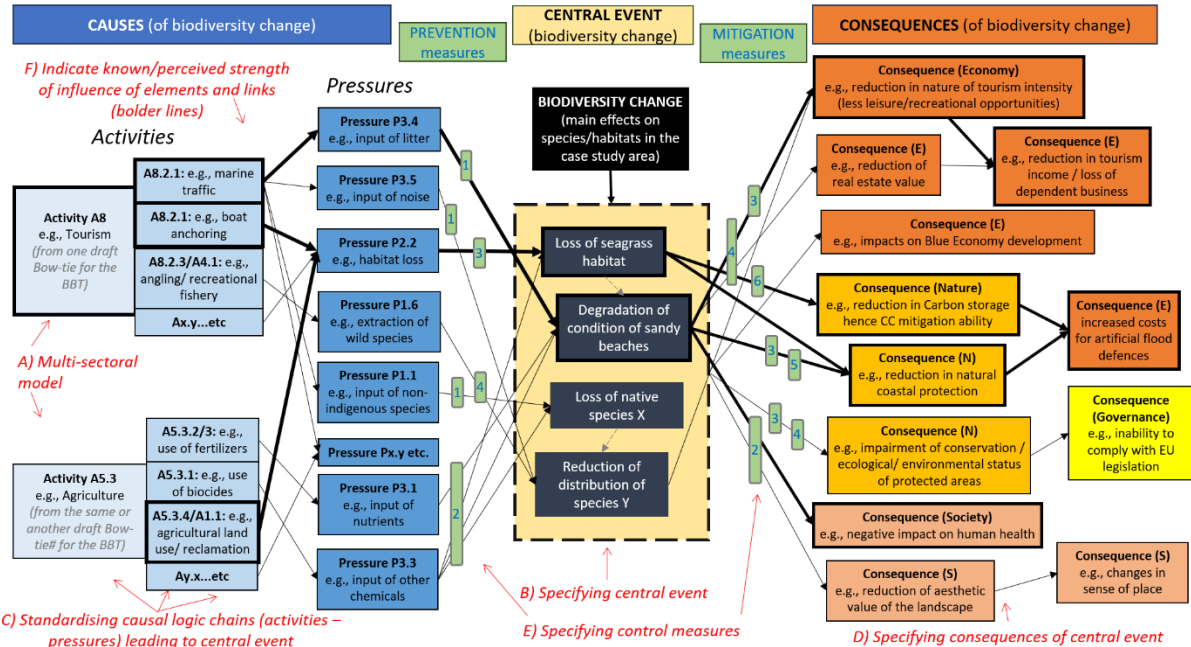 CAUSES (of biodiversity change)
PREVENTION
measures
CENTRAL EVENT
(biodiversity change)
MITIGATION
measures
CONSEQUENCES (of biodiversity change)
F) Indicate known/perceived strength
of influence of elements and links
(bolder lines)
Activities
Pressures
Activity A8
e.g., Tourism
(from one draft
Bow-tie for the
BBT)
A8.2.1: e.g., marine
traffic
A8.2.1: e.g., boat
anchoring
A8.2.3/A4.1: e.g.,
angling/ recreational
fishery
Ax.y...etc
A) Multi-sectoral
model
Activity A5.3
e.g., Agriculture
(from the same or
another draft Bow-
tie# for the BBT)
A5.3.2/3: e.g.,
use of fertilizers
A5.3.1: e.g., use
of biocides
A5.3.4/A1.1: e.g.,
agricultural land
use/ reclamation
Ay.x...etc
C) Standardising causal logic chains (activities –
pressures) leading to central event
Pressure P3.4
e.g., input of litter
Pressure P3.5
e.g., input of noise
Pressure P2.2
e.g., habitat loss
Pressure P1.6
e.g., extraction of
wild species
Pressure P1.1
e.g., input of non-
indigenous species
Pressure Px.y etc.
Pressure P3.1
e.g., input of
nutrients
Pressure P3.3
e.g., input of other
chemicals
1
1
3
4
1
2
BIODIVERSITY CHANGE
(main effects on
species/habitats in the
case study area)
Loss of seagrass
habitat
Degradation of
condition of sandy
beaches
Loss of native
species X
Reduction of
distribution of
species Y
B) Specifying central event
E) Specifying control measures
3
4
6
3
5
3
4
2
Consequence (Economy)
e.g., reduction in nature of tourism intensity
(less leisure/recreational opportunities)
Consequence (E)
e.g., reduction of
real estate value
Consequence (E)
e.g., reduction in tourism
income / loss of
dependent business
Consequence (E)
e.g., impacts on Blue Economy development
Consequence (Nature)
e.g., reduction in Carbon storage
hence CC mitigation ability
Consequence (E)
increased costs
for artificial flood
defences
Consequence (N)
e.g., reduction in natural
coastal protection
Consequence (N)
e.g., impairment of conservation /
ecological/ environmental status
of protected areas
Consequence
(Governance)
e.g., inability to
comply with EU
legislation
Consequence (Society)
e.g., negative impact on human health
Consequence (S)
e.g., reduction of aesthetic
value of the landscape
Consequence (S)
e.g., changes in
sense of place
D) Specifying consequences of central event